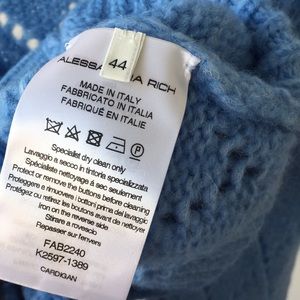 44
ALESSA RA RICH
MADE IN ITALY
FABBRICATO IN ITALIA
FABRIQUÉ EN ITALIE
P
Specialist dry clean only
Lavaggio a secco in tintoria specializzata
Spécialiste nettoyage à sec seulement
Protect or remove the buttons before cleaning
Proteggere o rimuovere i bottoni prima del lavaggio
Protégez ou retirez les boutons avant de nettoyer
Iron on the reverse side
Stirare a rovescio
Repasser sur l'envers
FAB2240
K2597-1389
CARDIGAN